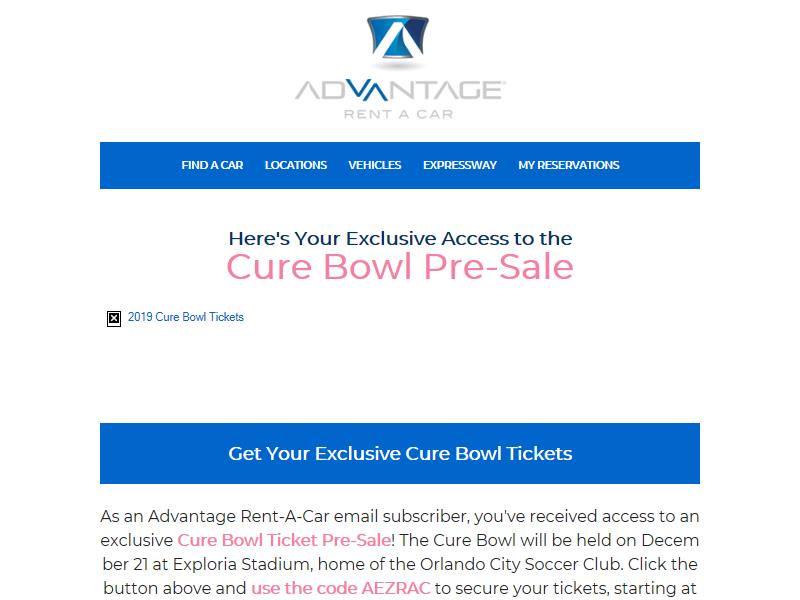 ADVANTAGE
RENT A CAR
FIND A CAR LOCATIONS VEHICLES EXPRESSWAY MY RESERVATIONS
Here's Your Exclusive Access to the
Cure Bowl Pre-Sale
2019 Cure Bowl Tickets
Get Your Exclusive Cure Bowl Tickets
As an Advantage Rent-A-Car email subscriber, you've received access to an
exclusive Cure Bowl Ticket Pre-Sale! The Cure Bowl will be held on Decem
ber 21 at Exploria Stadium, home of the Orlando City Soccer Club. Click the
button above and use the code AEZRAC to secure your tickets, starting at